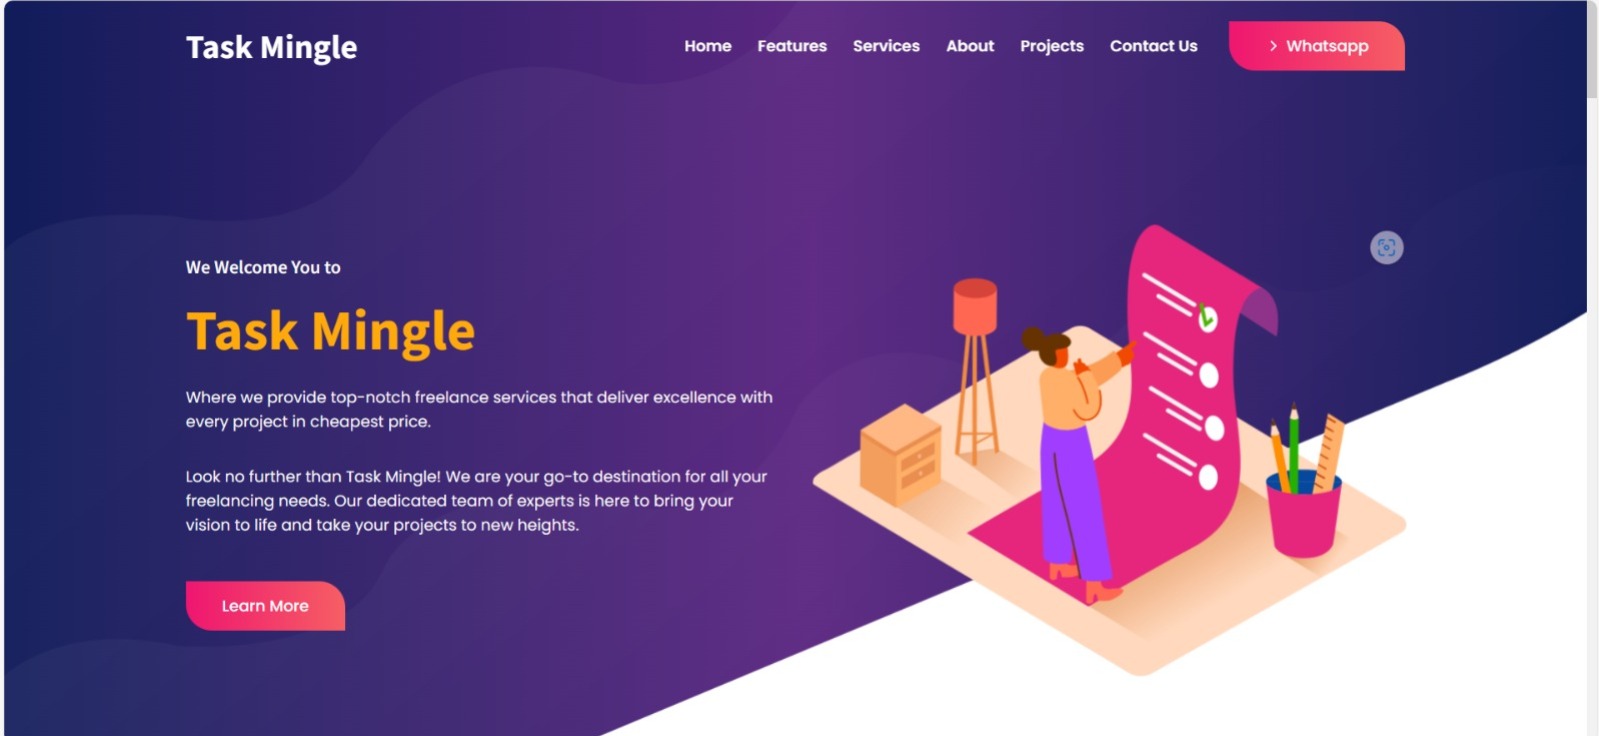 Task Mingle
Home Features Services About Projects Contact Us Whatsapp
We Welcome You to
Task Mingle
Where we provide top-notch freelance services that deliver excellence with
every project in cheapest price.
Look no further than Task Mingle! We are your go-to destination for all your
freelancing needs. Our dedicated team of experts is here to bring your
vision to life and take your projects to new heights.
Learn More